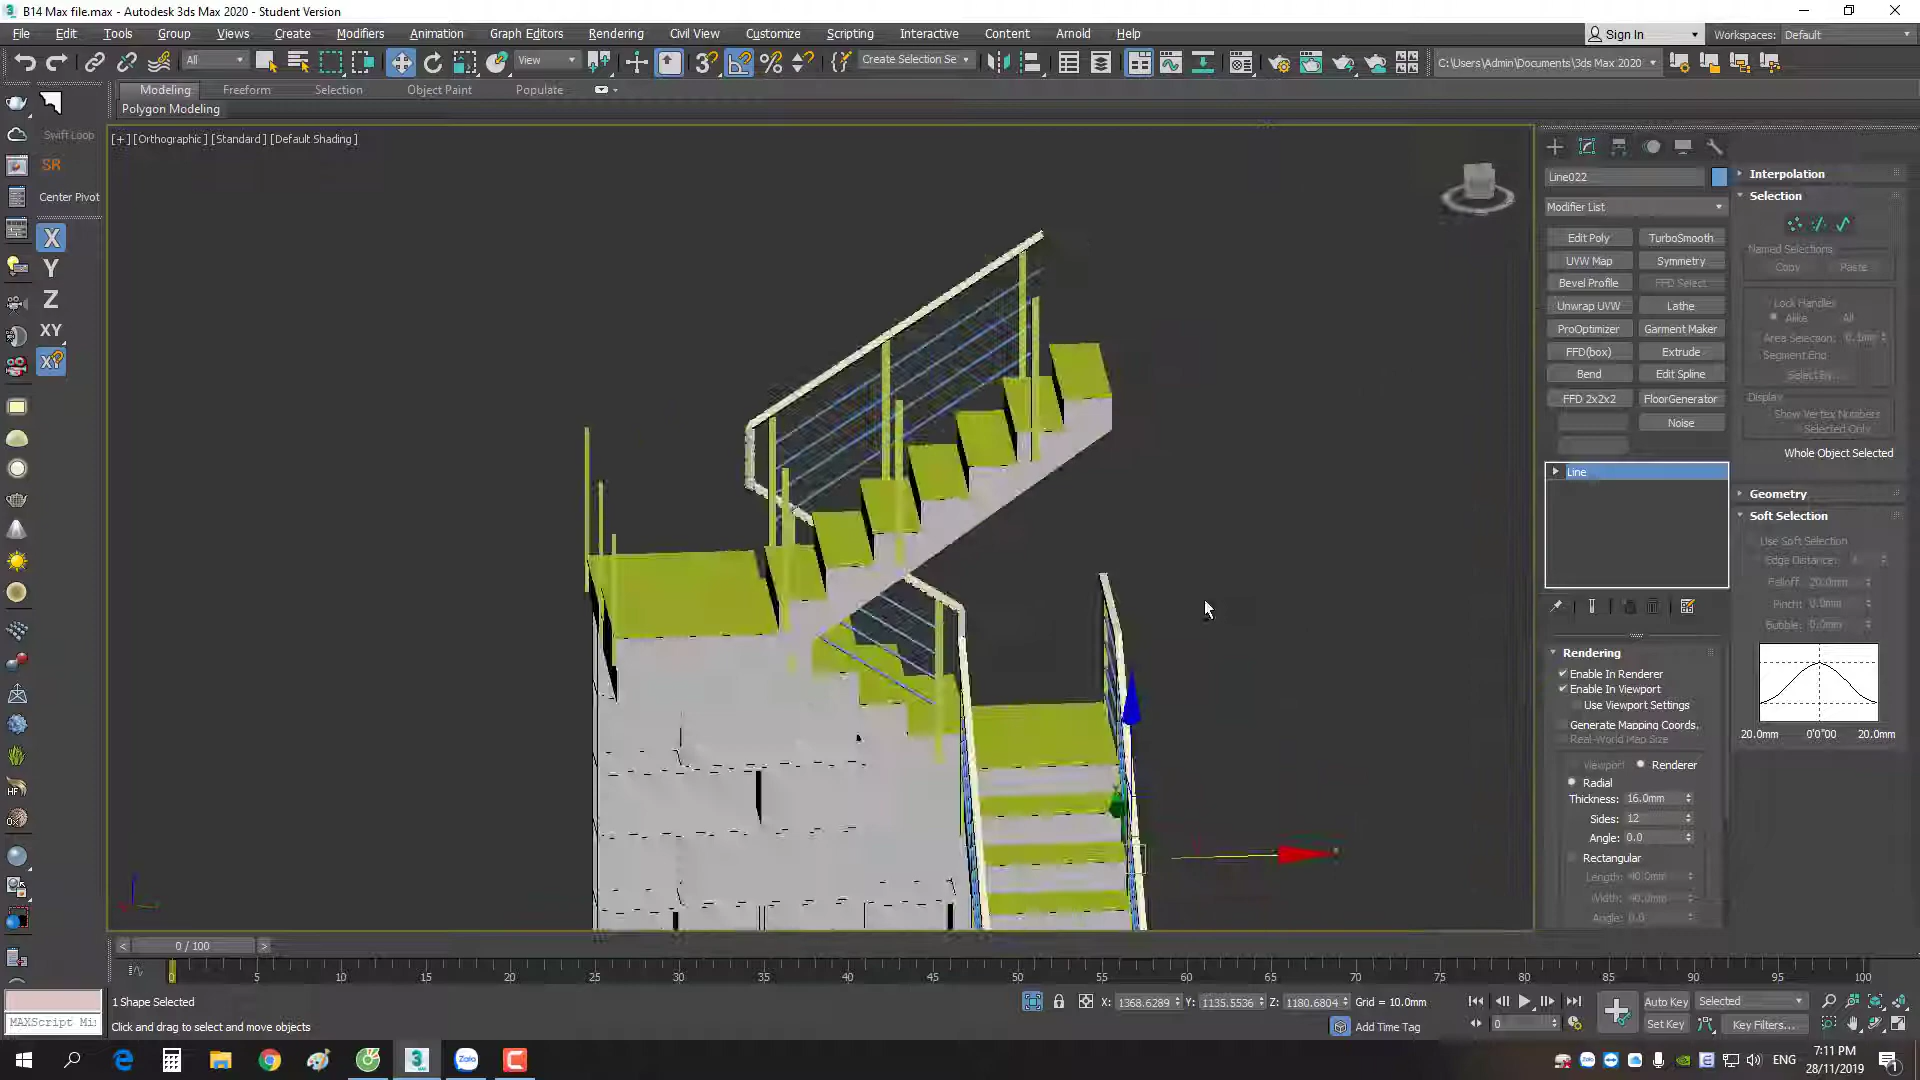 B14 Max file.max - Autodesk 3ds Max 2020 - Student Version
File Edit Tools Group Views Create Modifiers Animation Graph Editors Rendering Civil View Customize Scripting Interactive Content Arnold Help
Sign In Workspaces: Default
All View Create Selection Se C:\Users\Admin\Documents\3ds Max 2020
Modeling Freeform Selection Object Paint Populate
Polygon Modeling
Swift Loop
SR
Center Pivot
X
Y
Z
XY
XY
[+] [Orthographic] [Standard] [Default Shading]
Line022
Modifier List
Edit Poly TurboSmooth
UVW Map Symmetry
Bevel Profile FFD Select
Unwrap UVW Lathe
ProOptimizer Garment Maker
FFD(box) Extrude
Bend Edit Spline
FFD 2x2x2 FloorGenerator
Noise
Line
Rendering
Enable In Renderer
Enable In Viewport
Use Viewport Settings
Generate Mapping Coords.
Real-World Map Size
Viewport Renderer
Radial
Thickness: 16.0mm
Sides: 12
Angle: 0.0
Rectangular
Length: 40.0mm
Width: 40.0mm
Angle: 0.0
Interpolation
Selection
Named Selections
Copy Paste
Lock Handles
Alike All
Area Selection: 0.1mm
Segment End
Select By...
Display
Show Vertex Numbers
Selected Only
Whole Object Selected
Geometry
Soft Selection
Use Soft Selection
Edge Distance:
Falloff: 20.0mm
Pinch: 0.0mm
Bubble: 0.0mm
20.0mm 0'0"00 20.0mm
< 0 / 100 >
0 5 10 15 20 25 30 35 40 45 50 55 60 65 70 75 80 85 90 95 100
1 Shape Selected
X: 1368.6289 Y: 1135.5536 Z: 1180.6804 Grid = 10.0mm
Auto Key Selected
MAXScript Mi
Click and drag to select and move objects
Add Time Tag
0
Set Key Key Filters...
Zalo
ENG
7:11 PM
28/11/2019